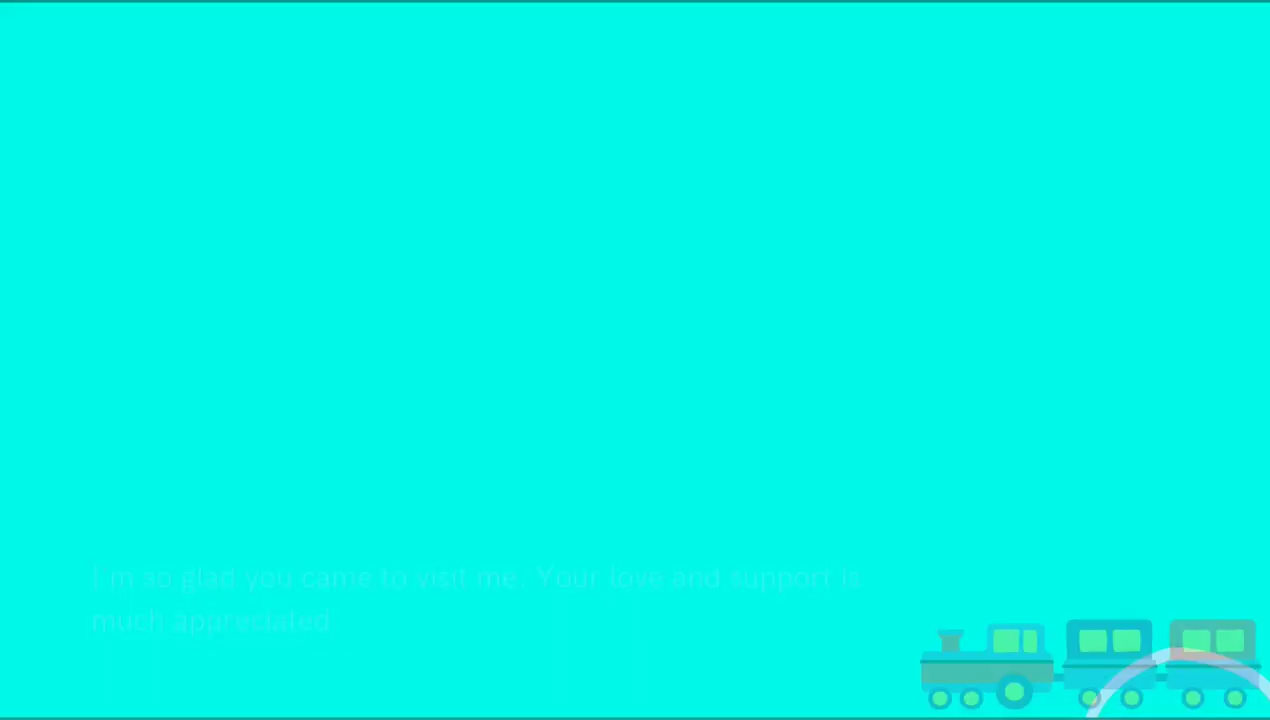 I'm so glad you came to visit me. Your love and support is
much appreciated